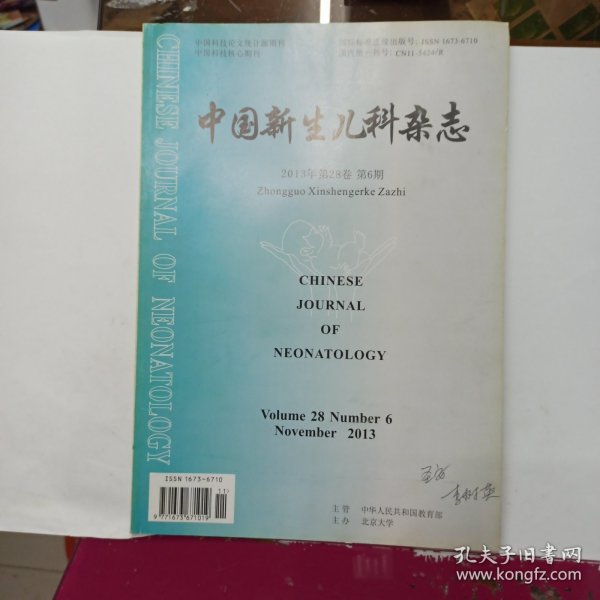 中国科技论文统计源期刊
中国科技核心期刊
国际标准连续出版号：ISSN 1673-6710
国内统一刊号：CN11-5424/R
中国新生儿科杂志
2013年第28卷 第6期
Zhongguo Xinshengerke Zazhi
CHINESE
JOURNAL
OF
NEONATOLOGY
Volume 28 Number 6
November 2013
CHINESE JOURNAL OF NEONATOLOGY
ISSN 1673-6710
11>
9 771673 671019
主管 中华人民共和国教育部
主办 北京大学
孔夫子旧书网
www.kongfz.com